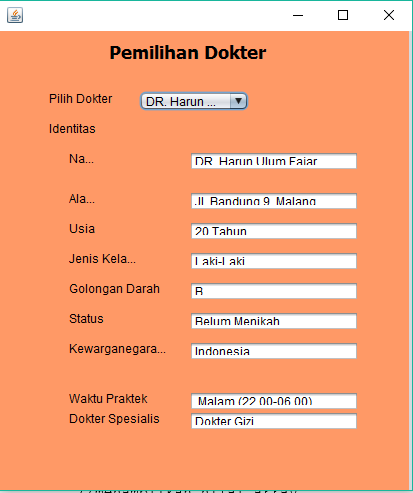 Pemilihan Dokter
Pilih Dokter DR. Harun ...
Identitas
Na... DR. Harun Ulum Fajar
Ala... Jl. Bandung 9, Malang
Usia 20 Tahun
Jenis Kela... Laki-Laki
Golongan Darah B
Status Belum Menikah
Kewarganegara... Indonesia
Waktu Praktek Malam (22.00-06.00)
Dokter Spesialis Dokter Gizi